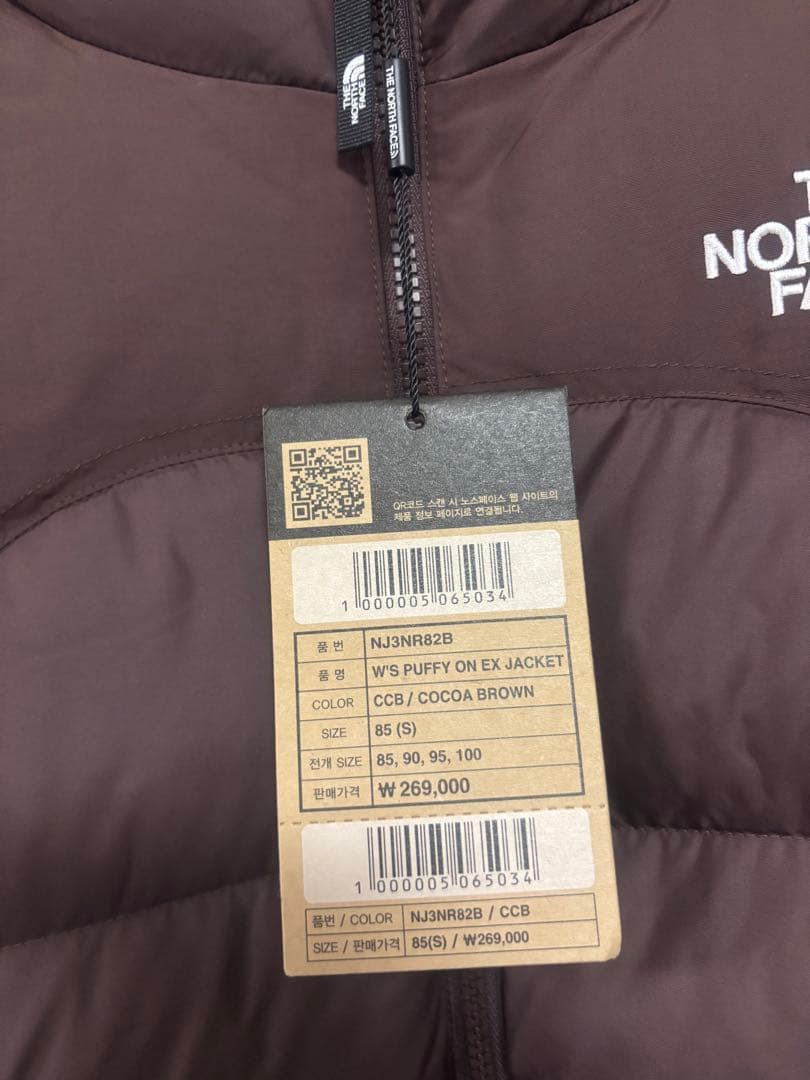 THE
NORTH
FACE
THE NORTH FACE
NOR
FA
QR코드 스캔 시 노스페이스 웹 사이트의
제품 정보 페이지로 연결됩니다.
1 000005 065034
품 번 NJ3NR82B
품 명 W'S PUFFY ON EX JACKET
COLOR CCB / COCOA BROWN
SIZE 85 (S)
전개 SIZE 85, 90, 95, 100
판매가격 ₩ 269,000
1 000005 065034
품번 / COLOR NJ3NR82B / CCB
SIZE / 판매가격 85(S) / ₩269,000